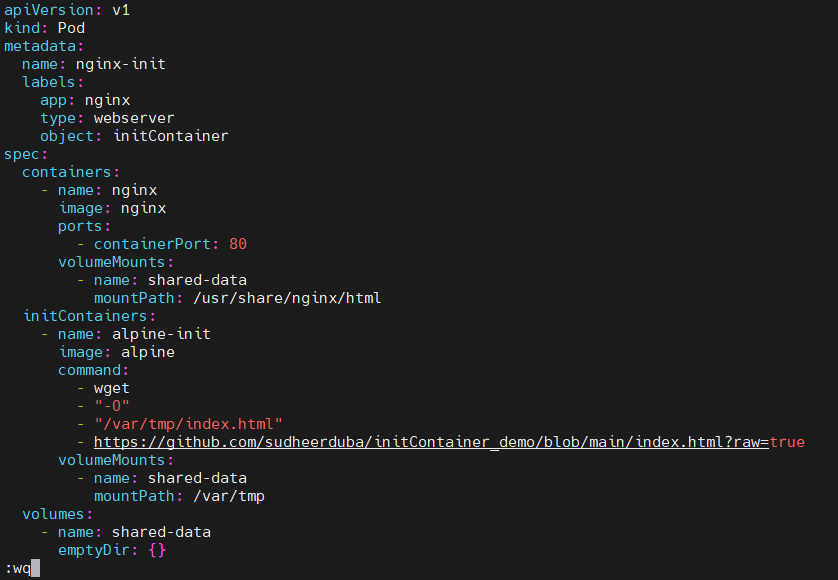 apiVersion: v1
kind: Pod
metadata:
  name: nginx-init
  labels:
    app: nginx
    type: webserver
    object: initContainer
spec:
  containers:
    - name: nginx
      image: nginx
      ports:
        - containerPort: 80
      volumeMounts:
        - name: shared-data
          mountPath: /usr/share/nginx/html
  initContainers:
    - name: alpine-init
      image: alpine
      command:
        - wget
        - "-O"
        - "/var/tmp/index.html"
        - https://github.com/sudheerduba/initContainer_demo/blob/main/index.html?raw=true
      volumeMounts:
        - name: shared-data
          mountPath: /var/tmp
  volumes:
    - name: shared-data
      emptyDir: {}
:wq